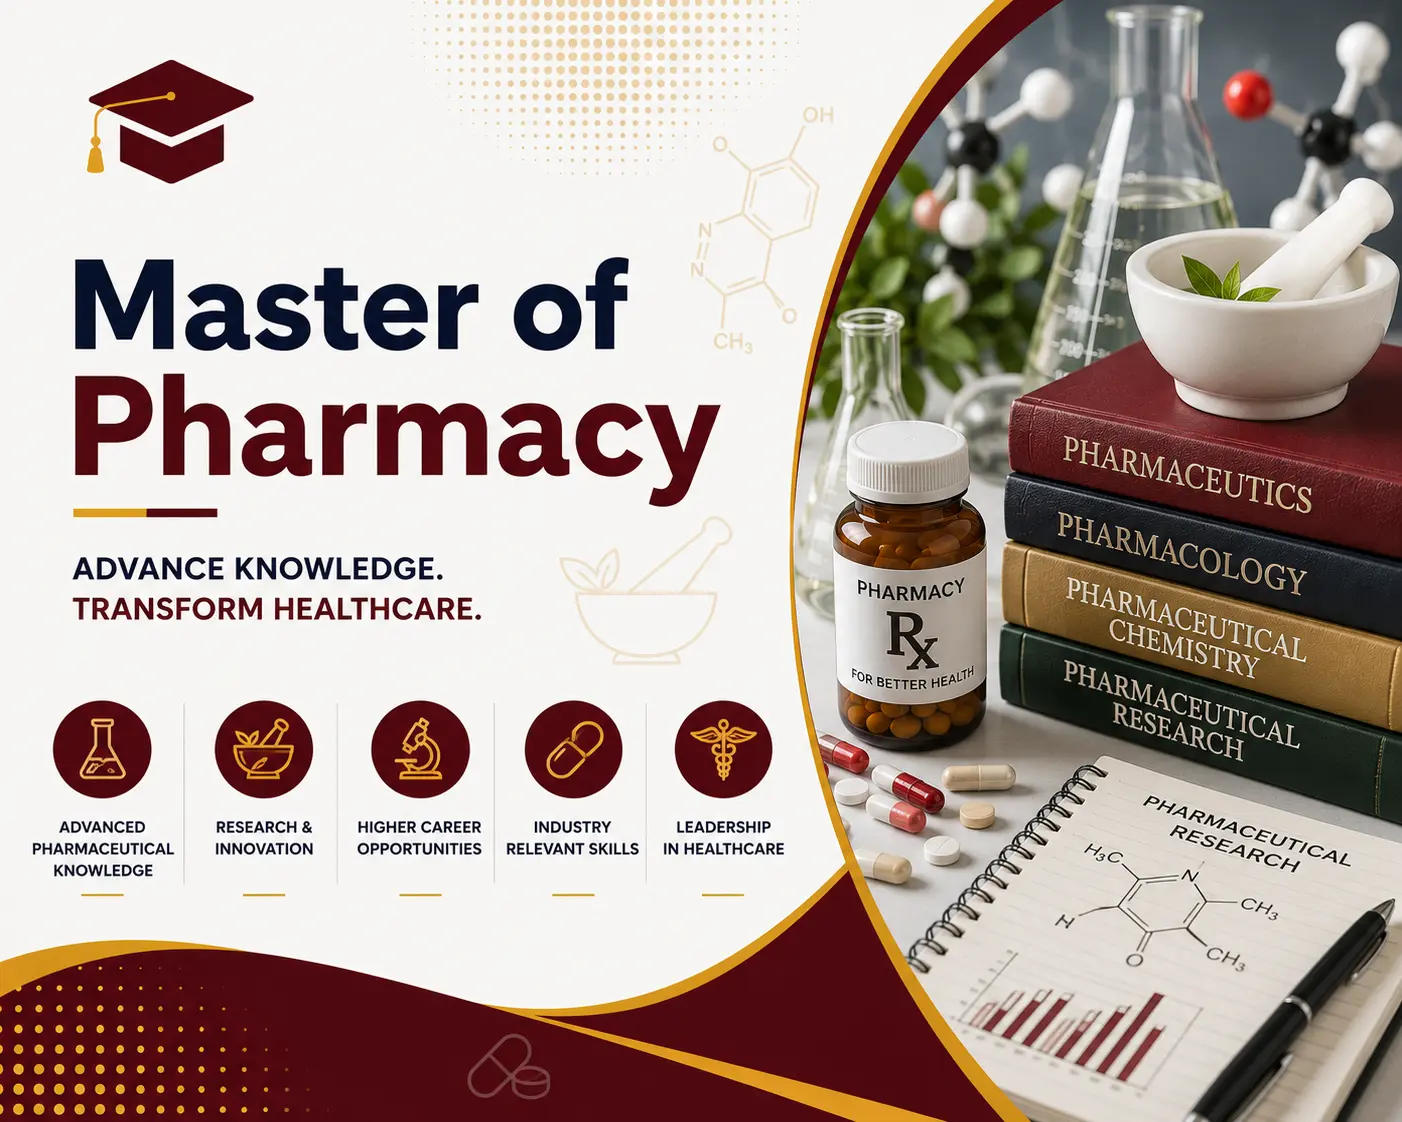 Master of
Pharmacy
ADVANCE KNOWLEDGE.
TRANSFORM HEALTHCARE.
ADVANCED
PHARMACEUTICAL
KNOWLEDGE
RESEARCH &
INNOVATION
HIGHER CAREER
OPPORTUNITIES
INDUSTRY
RELEVANT SKILLS
LEADERSHIP
IN HEALTHCARE
OH
O
N
N
O
CH₃
PHARMACEUTICS
PHARMACOLOGY
PHARMACEUTICAL
CHEMISTRY
PHARMACEUTICAL
RESEARCH
PHARMACY
Rx
FOR BETTER HEALTH
PHARMACEUTICAL
RESEARCH
H₃C
N
CH₃
H
CH₃
O